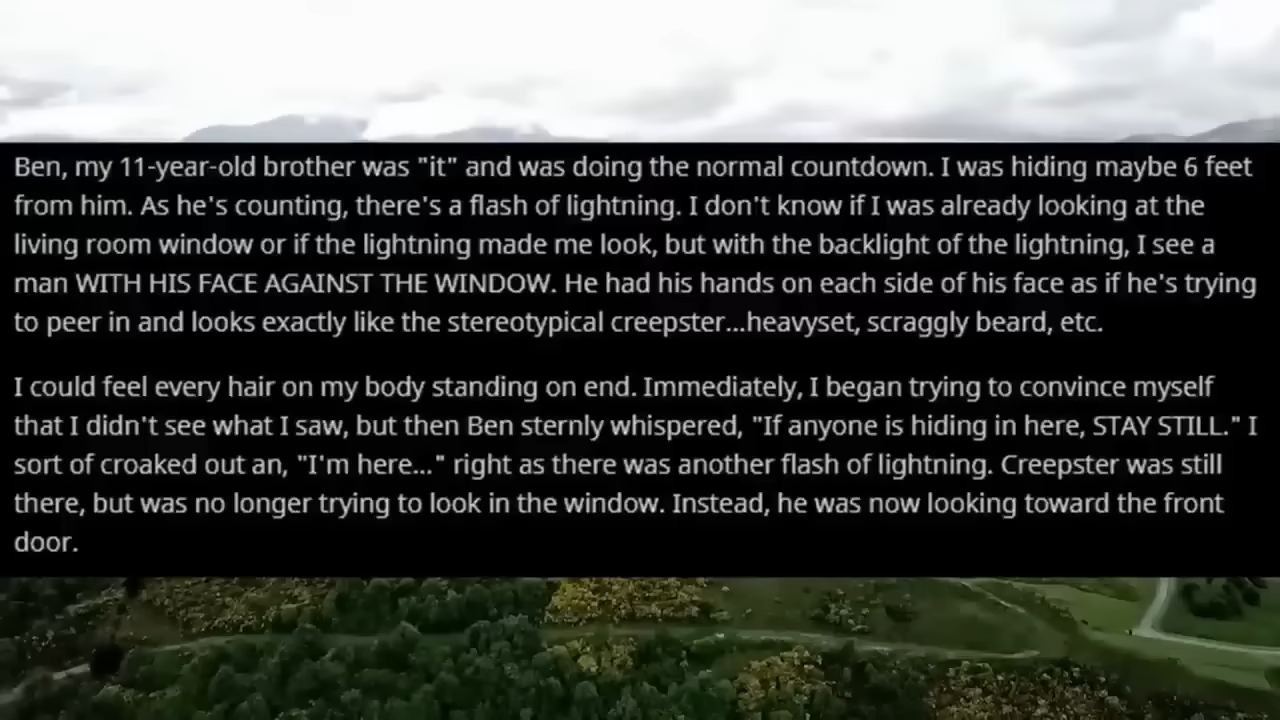 Ben, my 11-year-old brother was "it" and was doing the normal countdown. I was hiding maybe 6 feet
from him. As he's counting, there's a flash of lightning. I don't know if I was already looking at the
living room window or if the lightning made me look, but with the backlight of the lightning, I see a
man WITH HIS FACE AGAINST THE WINDOW. He had his hands on each side of his face as if he's trying
to peer in and looks exactly like the stereotypical creepster...heavyset, scraggly beard, etc.
I could feel every hair on my body standing on end. Immediately, I began trying to convince myself
that I didn't see what I saw, but then Ben sternly whispered, "If anyone is hiding in here, STAY STILL." I
sort of croaked out an, "I'm here..." right as there was another flash of lightning. Creepster was still
there, but was no longer trying to look in the window. Instead, he was now looking toward the front
door.